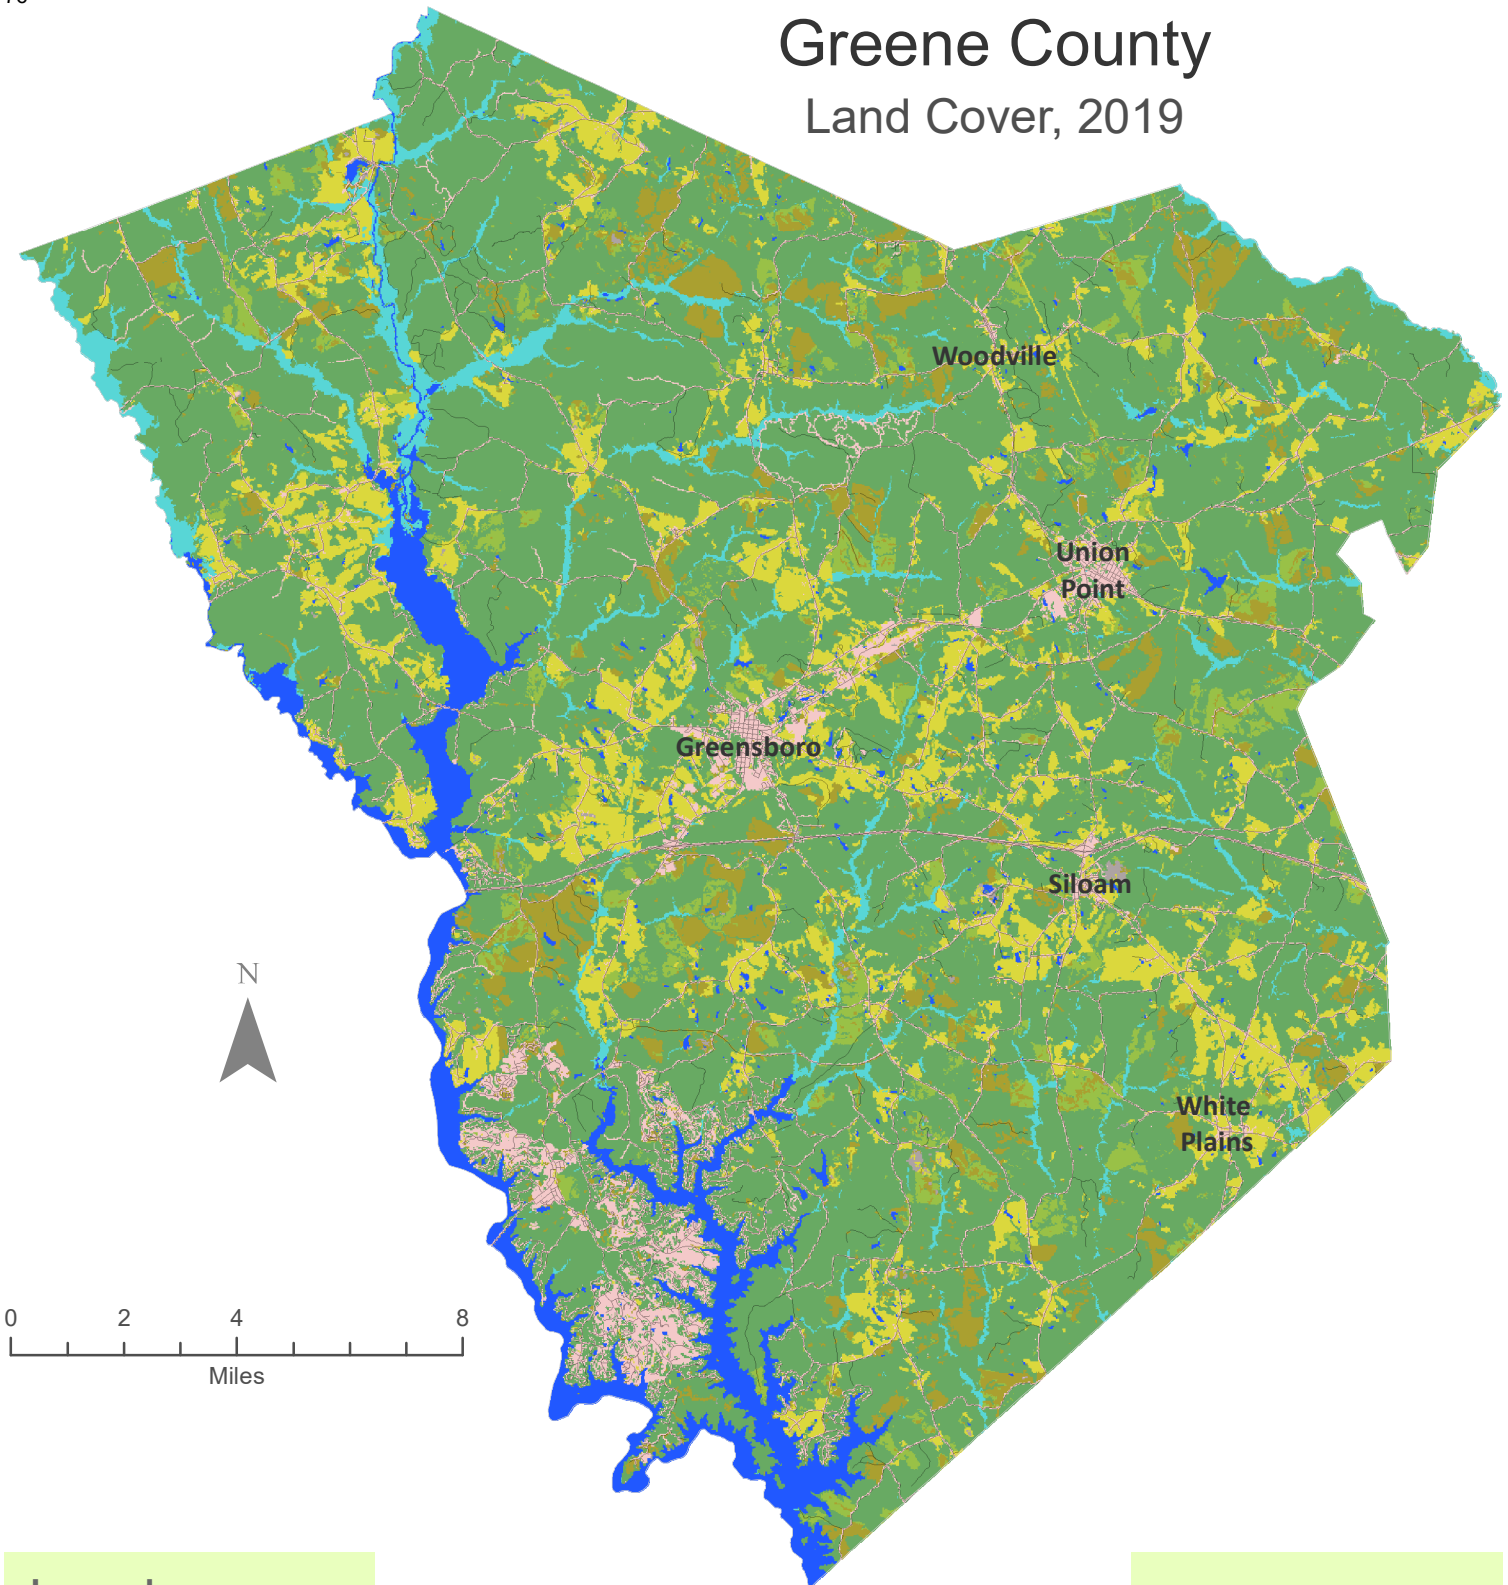 Greene County
Land Cover, 2019
Woodville
Union
Point
Greensboro
Siloam
N
White
Plains
0 2 4 8
Miles